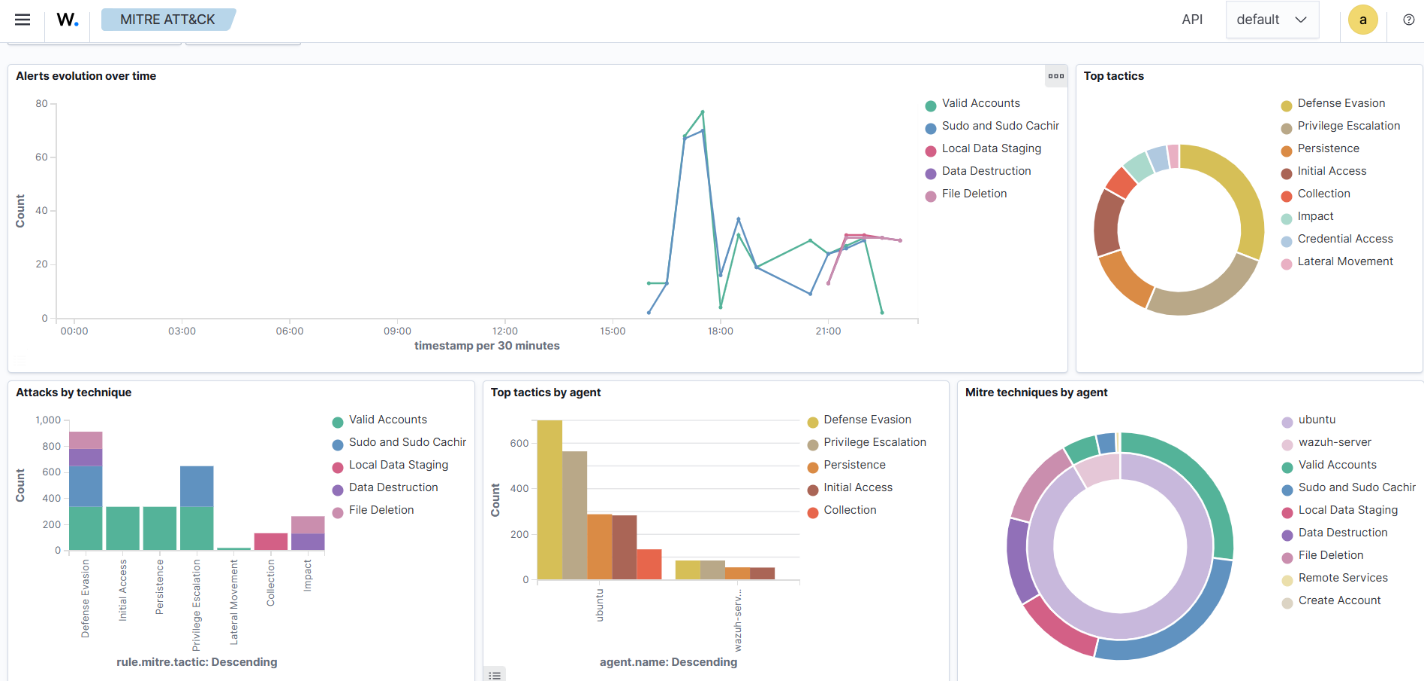 W.
MITRE ATT&CK
API
default
a
Alerts evolution over time
80
60
40
20
0
Count
00:00
03:00
06:00
09:00
12:00
15:00
18:00
21:00
timestamp per 30 minutes
Valid Accounts
Sudo and Sudo Cachir
Local Data Staging
Data Destruction
File Deletion
Top tactics
Defense Evasion
Privilege Escalation
Persistence
Initial Access
Collection
Impact
Credential Access
Lateral Movement
Attacks by technique
1,000
800
600
400
200
0
Count
Defense Evasion
Initial Access
Persistence
Privilege Escalation
Lateral Movement
Collection
Impact
rule.mitre.tactic: Descending
Valid Accounts
Sudo and Sudo Cachir
Local Data Staging
Data Destruction
File Deletion
Top tactics by agent
600
400
200
0
Count
ubuntu
wazuh-serv...
agent.name: Descending
Defense Evasion
Privilege Escalation
Persistence
Initial Access
Collection
Mitre techniques by agent
ubuntu
wazuh-server
Valid Accounts
Sudo and Sudo Cachir
Local Data Staging
Data Destruction
File Deletion
Remote Services
Create Account